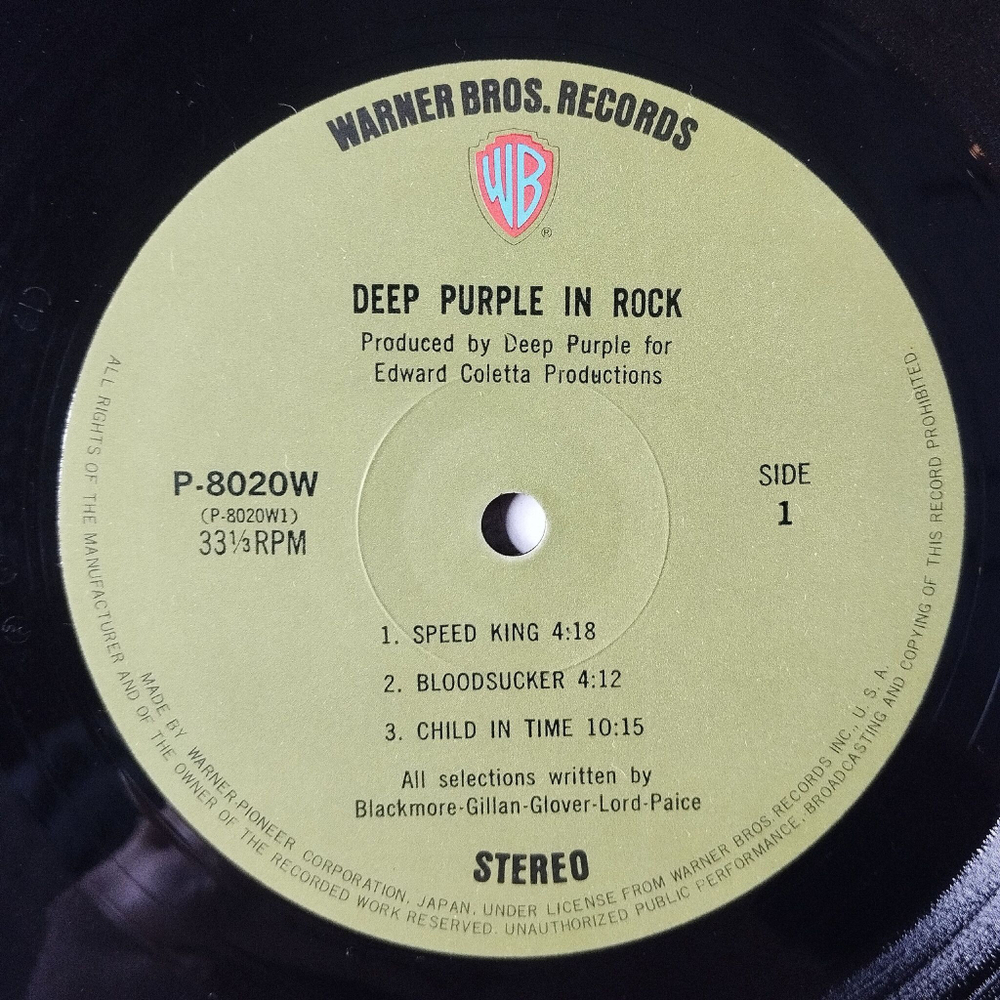 WARNER BROS. RECORDS
WB
®
DEEP PURPLE IN ROCK
Produced by Deep Purple for
Edward Coletta Productions
P-8020W
(P-8020W1)
33⅓ RPM
SIDE
1
1. SPEED KING 4:18
2. BLOODSUCKER 4:12
3. CHILD IN TIME 10:15
All selections written by
Blackmore-Gillan-Glover-Lord-Paice
STEREO
MADE BY WARNER-PIONEER CORPORATION, JAPAN, UNDER LICENSE FROM WARNER BROS. RECORDS INC., U. S. A.
ALL RIGHTS OF THE MANUFACTURER AND OF THE OWNER OF THE RECORDED WORK RESERVED. UNAUTHORIZED PUBLIC PERFORMANCE, BROADCASTING AND COPYING OF THIS RECORD PROHIBITED.